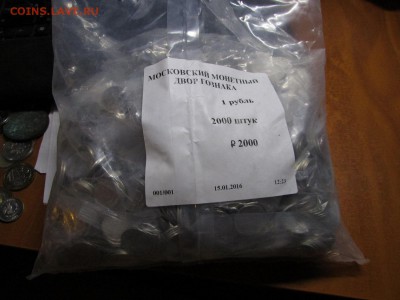 COINS.LAVE.RU
МОСКОВСКИЙ МОНЕТНЫЙ
ДВОР ГОЗНАКА
1 рубль
2000 штук
₽ 2000
001/001 15.01.2016 12:21